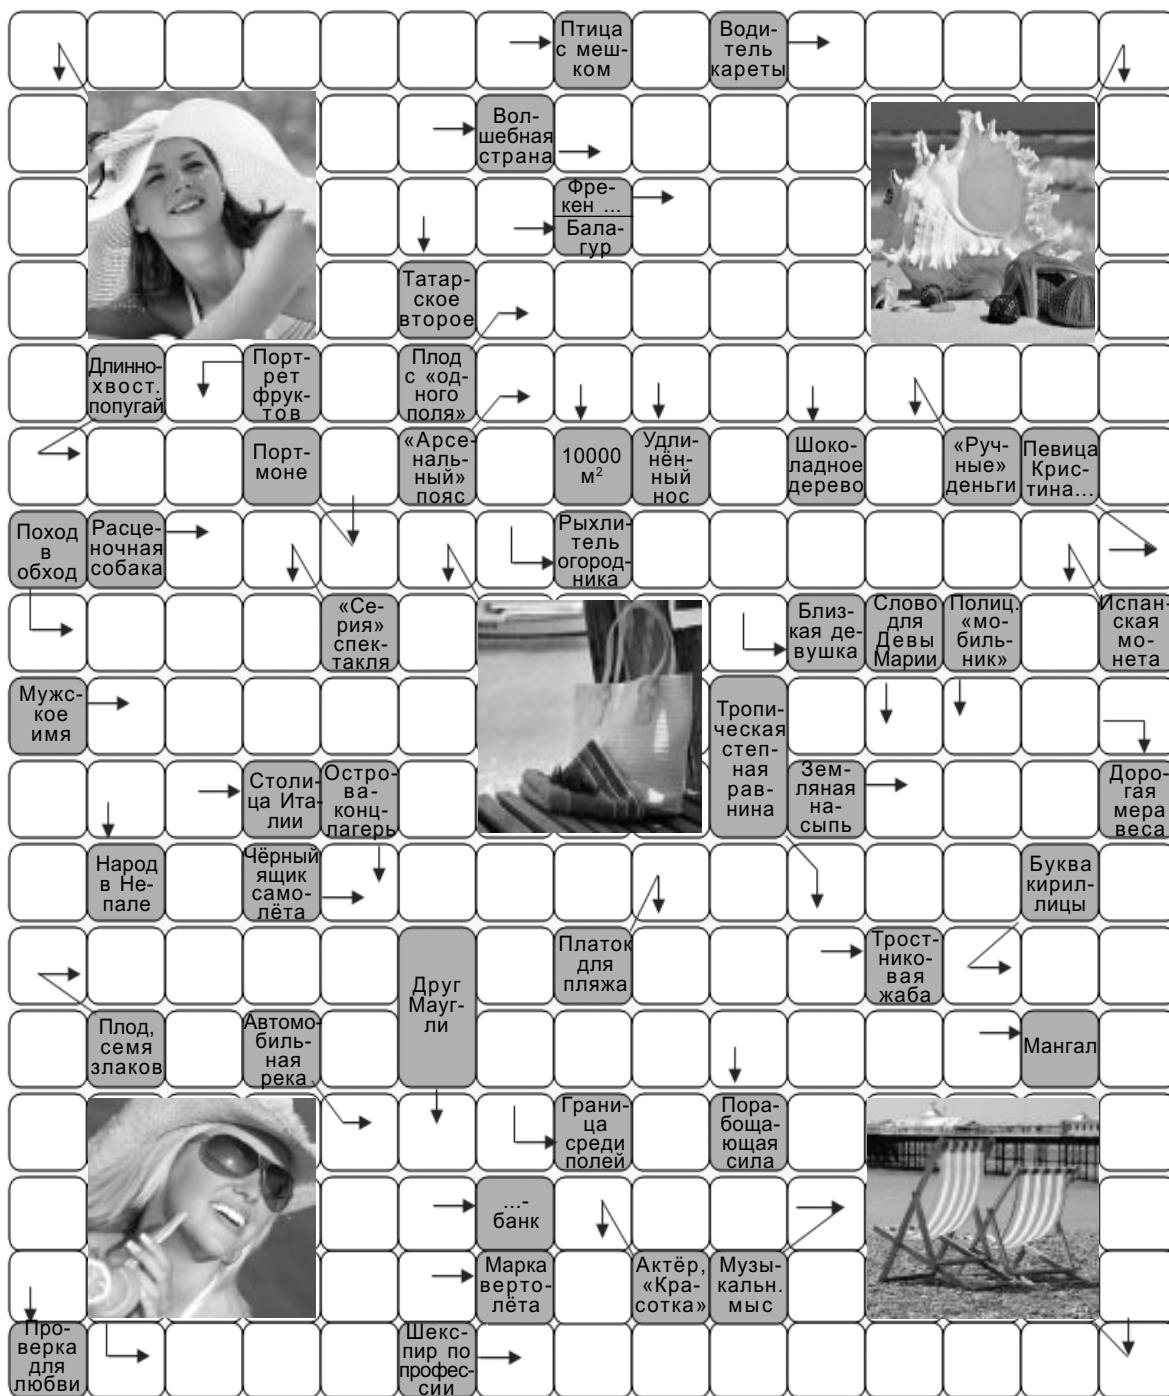 Птица
с меш-
ком
Води-
тель
кареты
Вол-
шебная
страна
Фре-
кен ...
Бала-
гур
Татар-
ское
второе
Длинно-
хвост.
попугай
Порт-
рет
фрук-
тов
Плод
с «од-
ного
поля»
Порт-
моне
«Арсе-
наль-
ный»
пояс
10000
м²
Удли-
нён-
ный
нос
Шоко-
ладное
дерево
«Руч-
ные»
деньги
Певица
Крис-
тина...
Поход
в
обход
Расце-
ночная
собака
Рыхли-
тель
огород-
ника
«Се-
рия»
спек-
такля
Близ-
кая де-
вушка
Слово
для
Девы
Марии
Полиц.
«мо-
биль-
ник»
Испан-
ская
мо-
нета
Мужс-
кое
имя
Тропи-
ческая
степ-
ная
рав-
нина
Столи-
ца Ита-
лии
Остро-
ва-
конц-
лагерь
Зем-
ляная
на-
сыпь
Доро-
гая
мера
веса
Народ
в Не-
пале
Чёрный
ящик
само-
лёта
Буква
кирил-
лицы
Друг
Мауг-
ли
Платок
для
пляжа
Трост-
нико-
вая
жаба
Плод,
семя
злаков
Автомо-
биль-
ная
река
Мангал
Грани-
ца
среди
полей
Пора-
боща-
ющая
сила
...-
банк
Марка
верто-
лёта
Актёр,
«Кра-
сотка»
Музы-
кальн.
мыс
Про-
верка
для
любви
Шекс-
пир по
профес-
сии